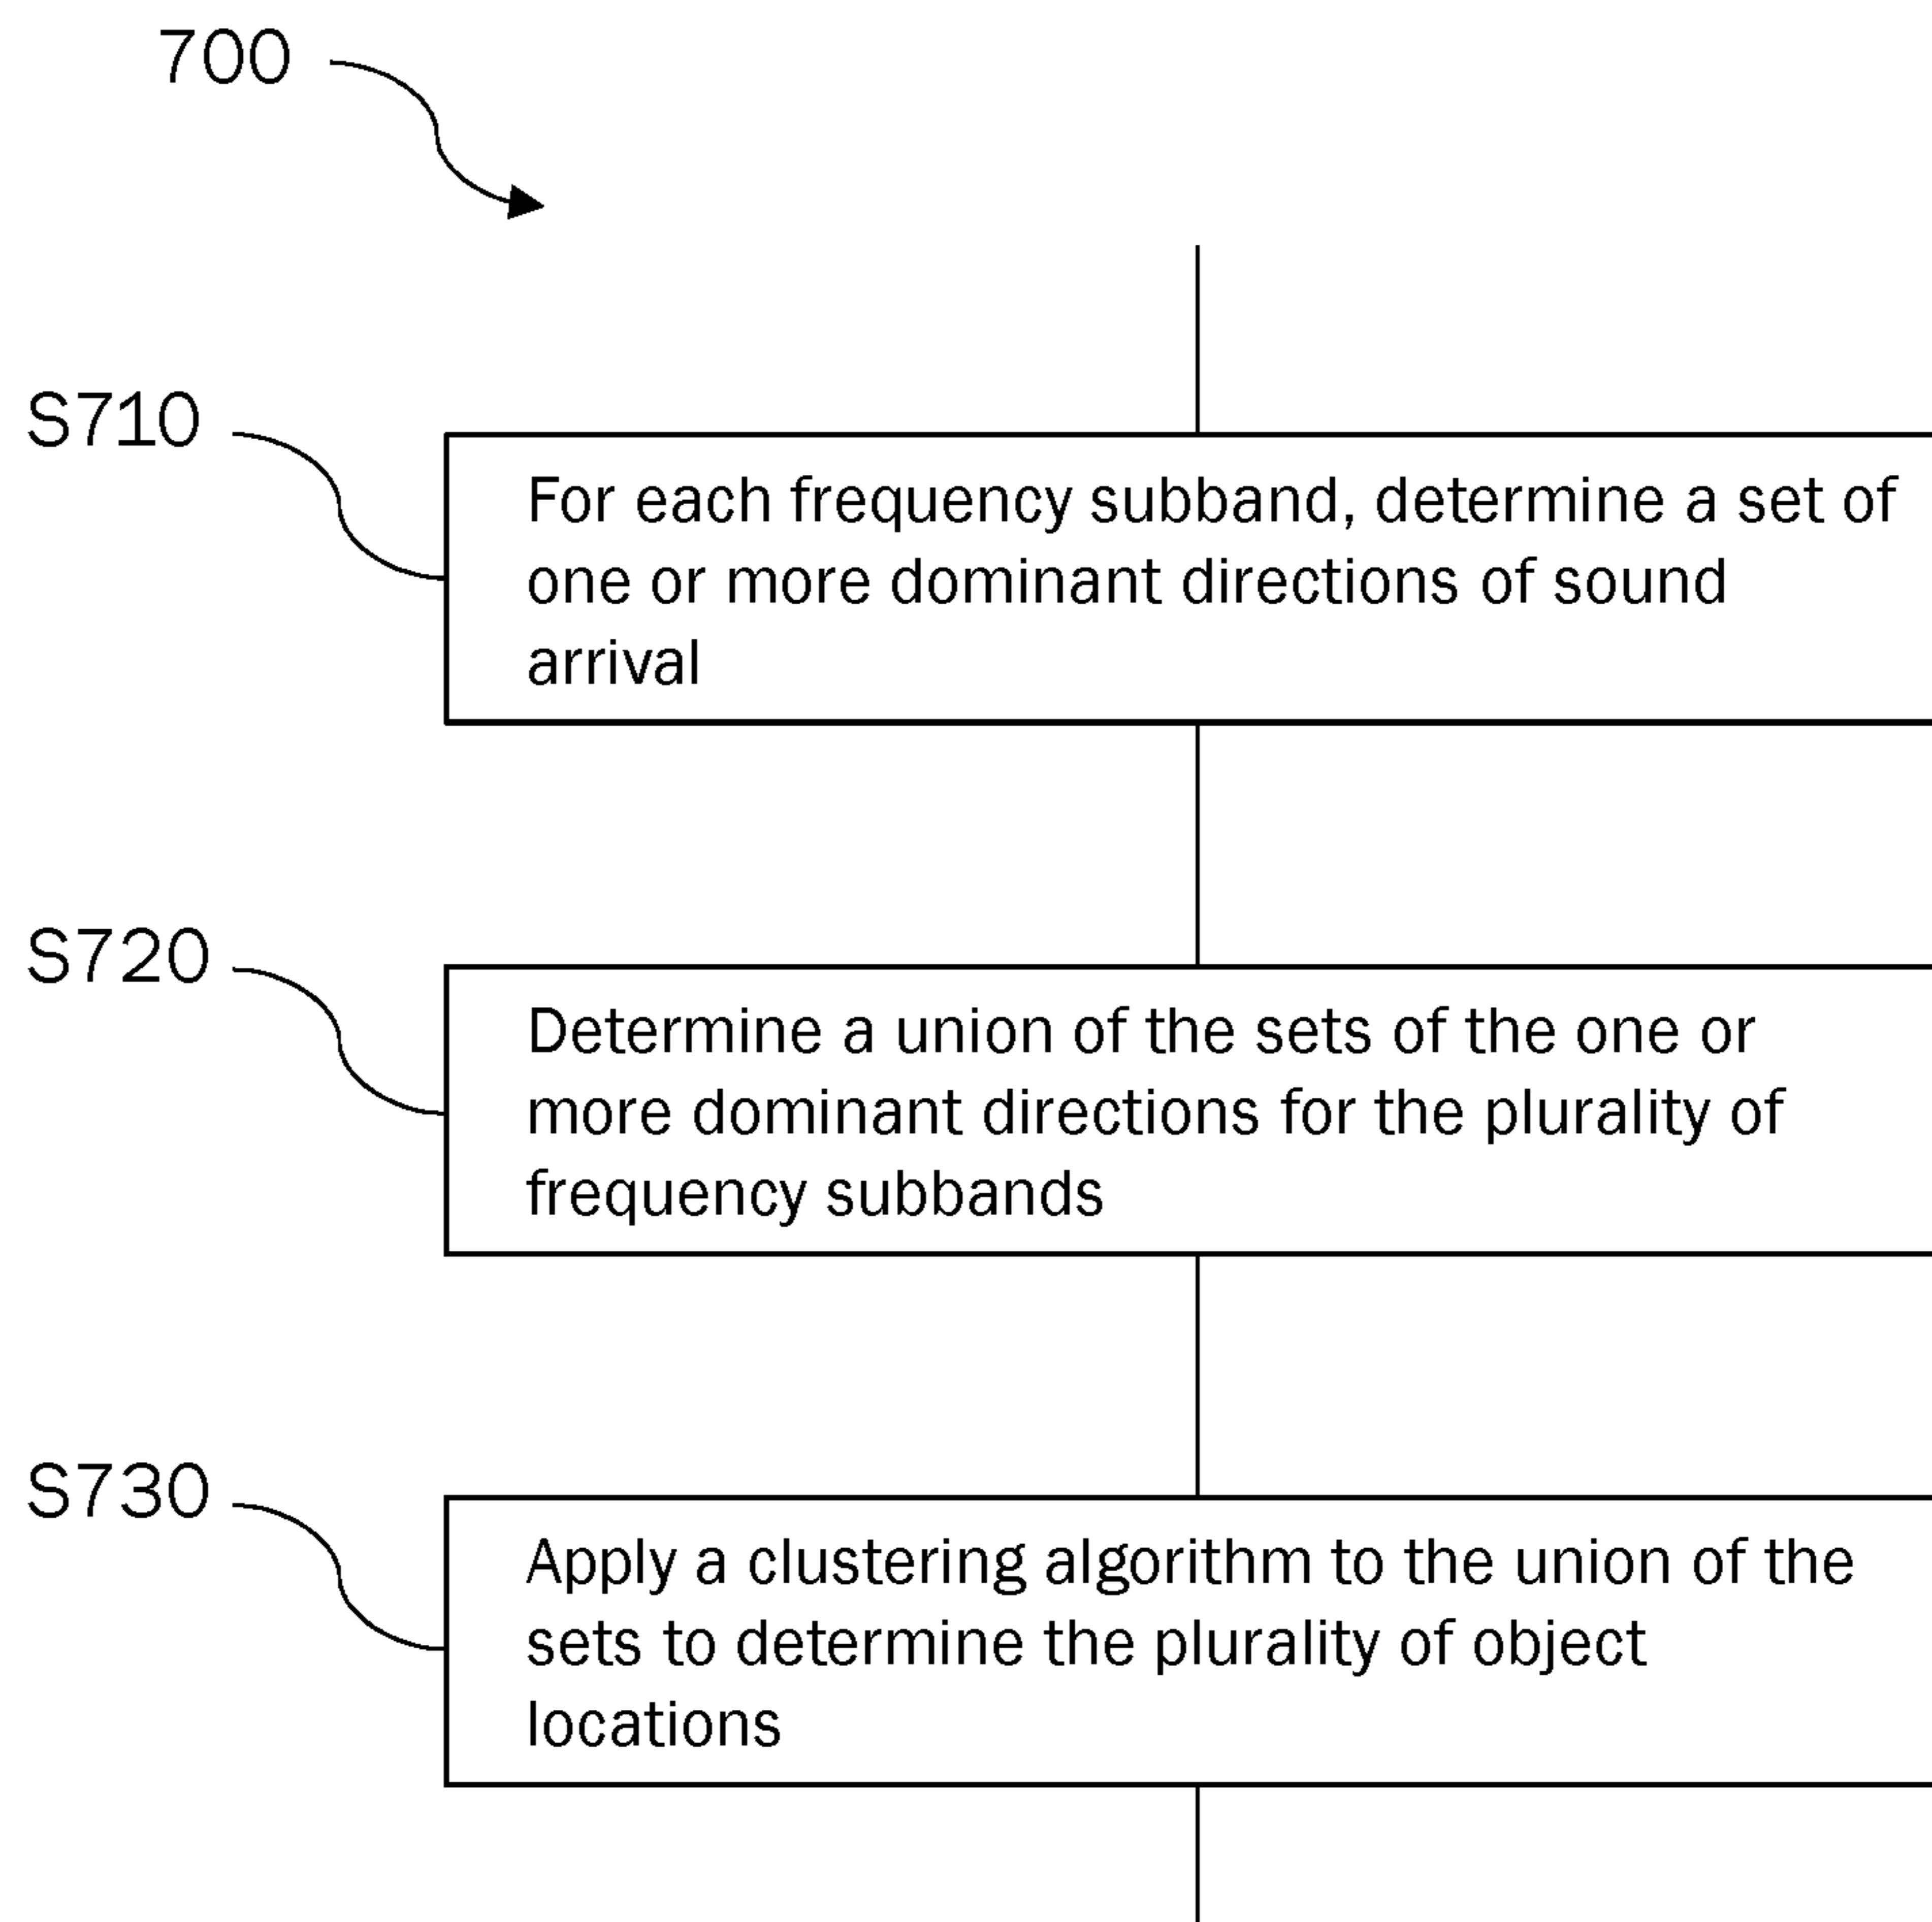 700
S710
For each frequency subband, determine a set of
one or more dominant directions of sound
arrival
S720
Determine a union of the sets of the one or
more dominant directions for the plurality of
frequency subbands
S730
Apply a clustering algorithm to the union of the
sets to determine the plurality of object
locations